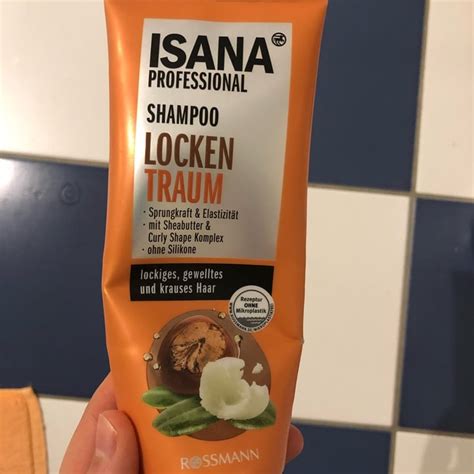 ISANA
PROFESSIONAL
SHAMPOO
LOCKEN
TRAUM
· Sprungkraft & Elastizität
· mit Sheabutter &
Curly Shape Komplex
· ohne Silikone
lockiges, gewelltes
und krauses Haar
Rezeptur
OHNE
Mikroplastik
ROSSMANN